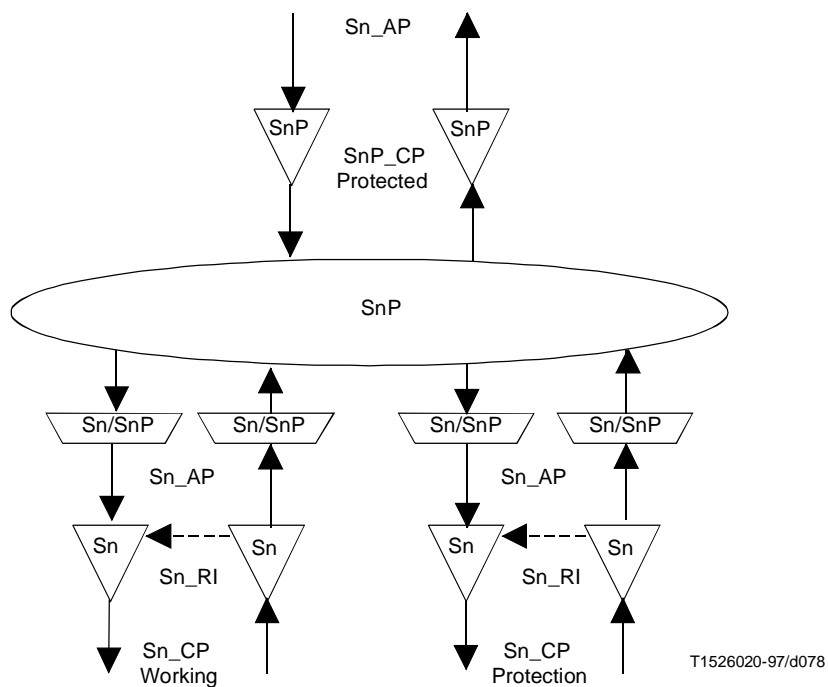 Sn_AP
SnP
SnP
SnP_CP
Protected
SnP
Sn/SnP
Sn/SnP
Sn/SnP
Sn/SnP
Sn_AP
Sn_AP
Sn
Sn
Sn
Sn
Sn_RI
Sn_RI
Sn_CP
Working
Sn_CP
Protection
T1526020-97/d078